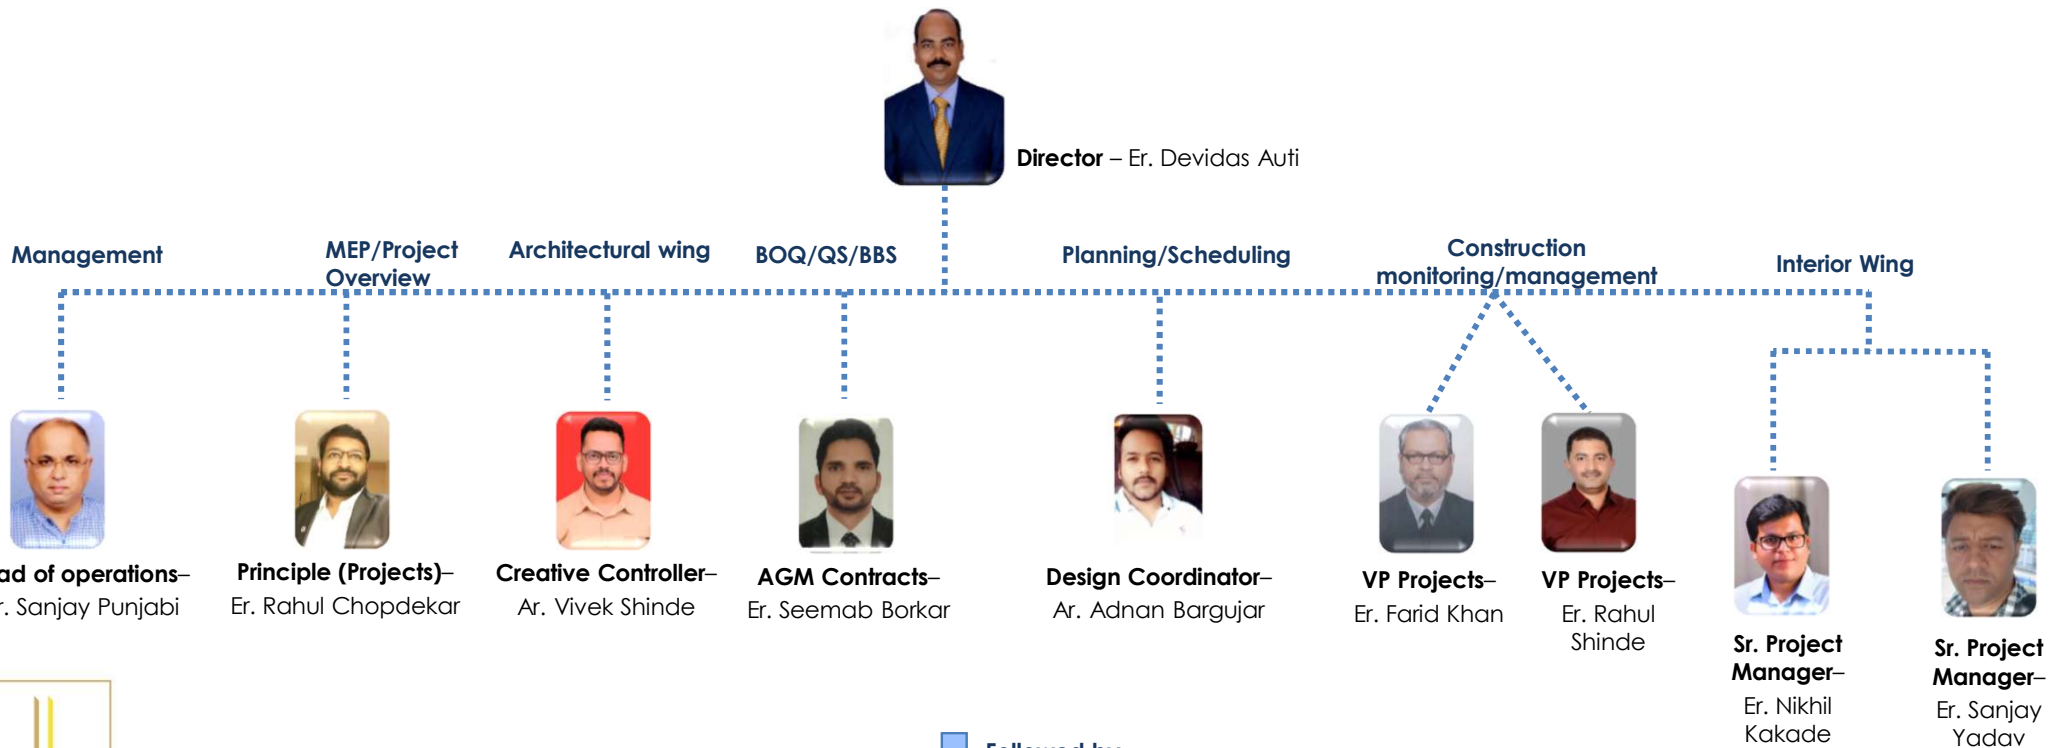 Director – Er. Devidas Auti
Management
MEP/Project
Overview
Architectural wing
BOQ/QS/BBS
Planning/Scheduling
Construction
monitoring/management
Interior Wing
ad of operations–
r. Sanjay Punjabi
Principle (Projects)–
Er. Rahul Chopdekar
Creative Controller–
Ar. Vivek Shinde
AGM Contracts–
Er. Seemab Borkar
Design Coordinator–
Ar. Adnan Bargujar
VP Projects–
Er. Farid Khan
VP Projects–
Er. Rahul
Shinde
Sr. Project
Manager–
Er. Nikhil
Kakade
Sr. Project
Manager–
Er. Sanjay
Yadav
Followed by